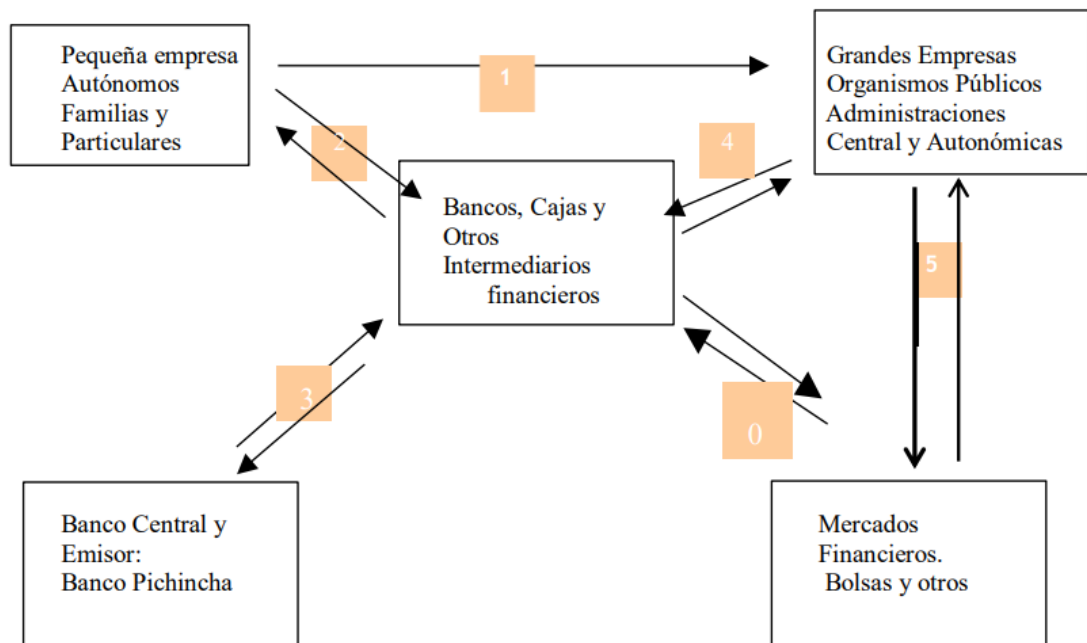 Pequeña empresa
Autónomos
Familias y
Particulares
1
Grandes Empresas
Organismos Públicos
Administraciones
Central y Autonómicas
2
4
Bancos, Cajas y
Otros
Intermediarios
financieros
5
3
0
Banco Central y
Emisor:
Banco Pichincha
Mercados
Financieros.
Bolsas y otros